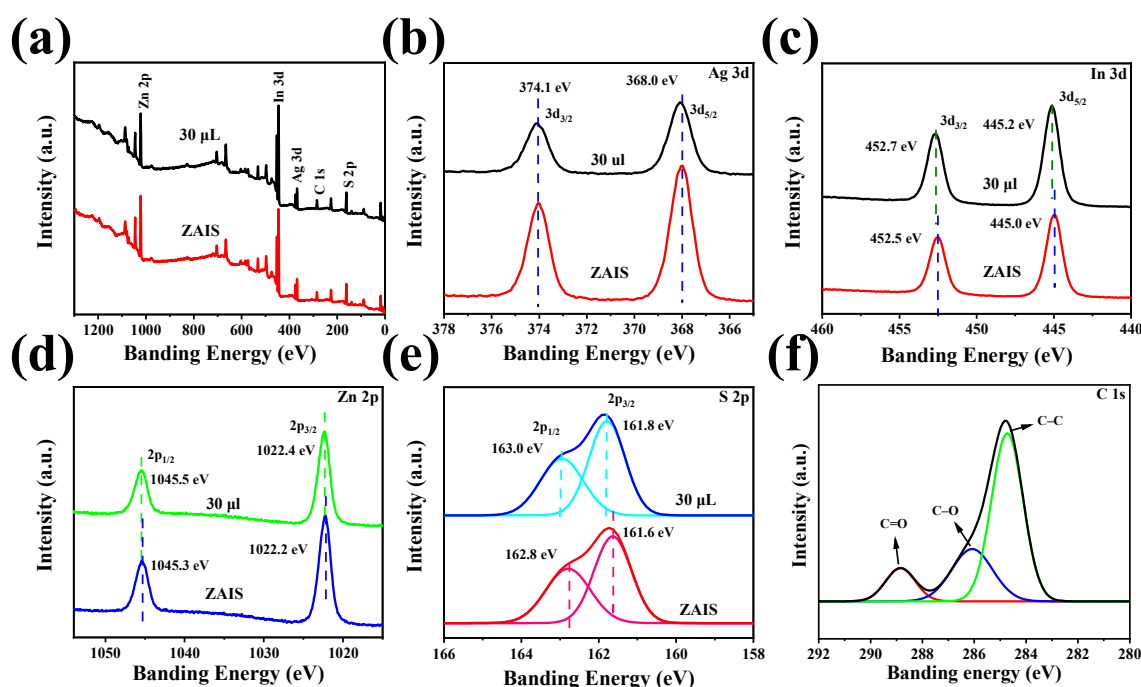 (a)
Zn 2p
In 3d
30 μL
Ag 3d
C 1s
S 2p
ZAIS
Intensity (a.u.)
1200 1000 800 600 400 200 0
Banding Energy (eV)
(b)
Ag 3d
374.1 eV
368.0 eV
3d3/2
3d5/2
30 ul
ZAIS
Intensity (a.u.)
378 376 374 372 370 368 366
Banding Energy (eV)
(c)
In 3d
3d5/2
3d3/2
445.2 eV
452.7 eV
30 μl
452.5 eV
445.0 eV
ZAIS
Intensity (a.u.)
460 455 450 445 440
Banding Energy (eV)
(d)
Zn 2p
2p3/2
1022.4 eV
2p1/2
1045.5 eV
30 μl
1022.2 eV
1045.3 eV
ZAIS
Intensity (a.u.)
1050 1040 1030 1020
Banding Energy (eV)
(e)
S 2p
2p3/2
2p1/2
161.8 eV
163.0 eV
30 μL
161.6 eV
162.8 eV
ZAIS
Intensity (a.u.)
166 164 162 160 158
Banding Energy (eV)
(f)
C 1s
C–C
C–O
C=O
Intensity (a.u.)
292 290 288 286 284 282 280
Banding energy (eV)